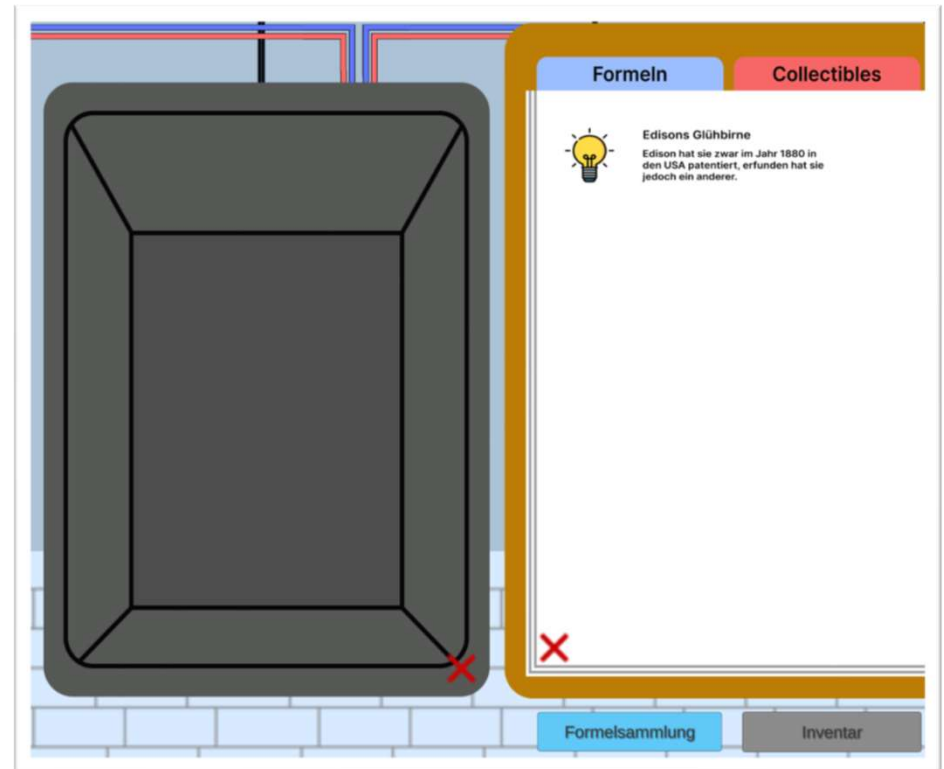 Formeln
Collectibles
Edisons Glühbirne
Edison hat sie zwar im Jahr 1880 in
den USA patentiert, erfunden hat sie
jedoch ein anderer.
Formelsammlung
Inventar